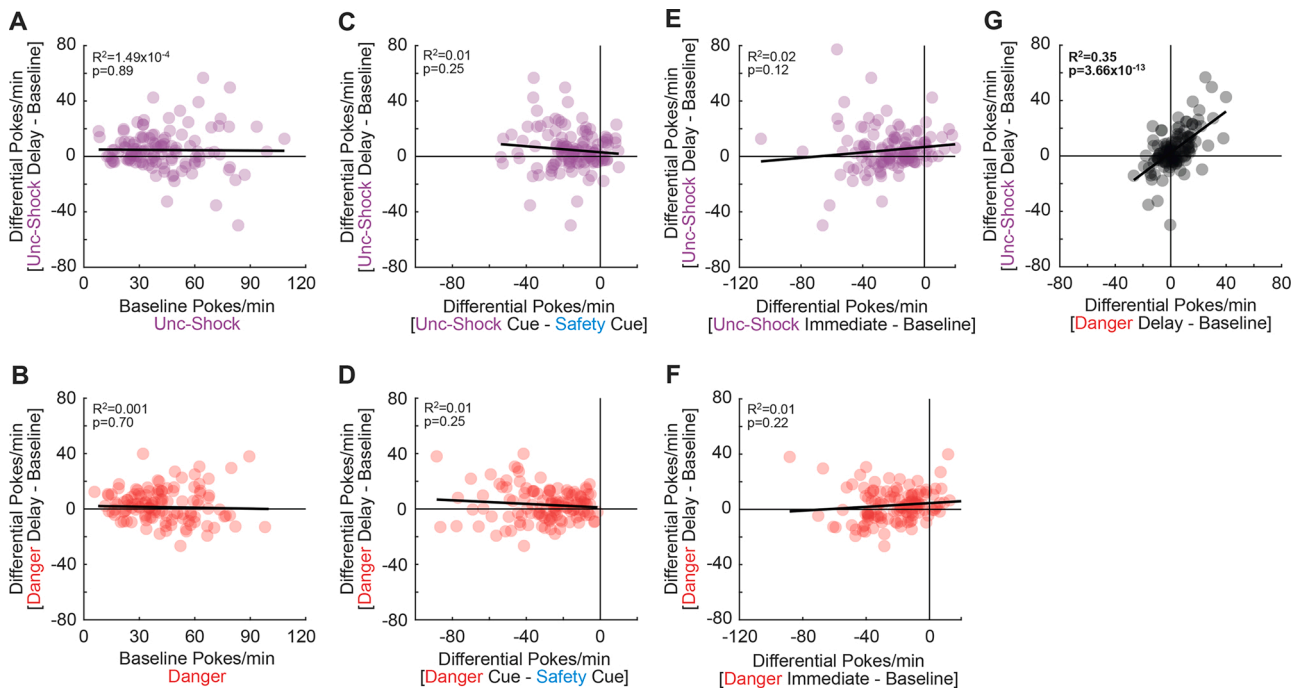 A
Differential Pokes/min
[Unc-Shock Delay - Baseline]
80
40
0
-40
-80
R²=1.49x10⁻⁴
p=0.89
0
30
60
90
120
Baseline Pokes/min
Unc-Shock
C
Differential Pokes/min
[Unc-Shock Delay - Baseline]
80
40
0
-40
-80
R²=0.01
p=0.25
-80
-40
0
Differential Pokes/min
[Unc-Shock Cue - Safety Cue]
E
Differential Pokes/min
[Unc-Shock Delay - Baseline]
80
40
0
-40
-80
R²=0.02
p=0.12
-120
-80
-40
0
Differential Pokes/min
[Unc-Shock Immediate - Baseline]
G
Differential Pokes/min
[Unc-Shock Delay - Baseline]
80
40
0
-40
-80
R²=0.35
p=3.66x10⁻¹³
-80
-40
0
40
80
Differential Pokes/min
[Danger Delay - Baseline]
B
Differential Pokes/min
[Danger Delay - Baseline]
80
40
0
-40
-80
R²=0.001
p=0.70
0
30
60
90
120
Baseline Pokes/min
Danger
D
Differential Pokes/min
[Danger Delay - Baseline]
80
40
0
-40
-80
R²=0.01
p=0.25
-80
-40
0
Differential Pokes/min
[Danger Cue - Safety Cue]
F
Differential Pokes/min
[Danger Delay - Baseline]
80
40
0
-40
-80
R²=0.01
p=0.22
-120
-80
-40
0
Differential Pokes/min
[Danger Immediate - Baseline]